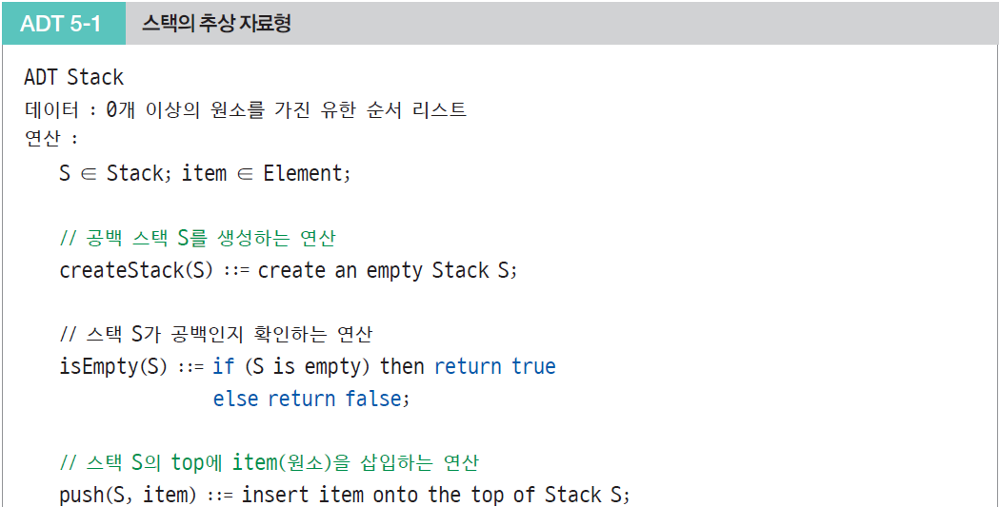 ADT 5-1 스택의 추상 자료형
ADT Stack
데이터 : 0개 이상의 원소를 가진 유한 순서 리스트
연산 :
S ∈ Stack; item ∈ Element;
// 공백 스택 S를 생성하는 연산
createStack(S) ::= create an empty Stack S;
// 스택 S가 공백인지 확인하는 연산
isEmpty(S) ::= if (S is empty) then return true
else return false;
// 스택 S의 top에 item(원소)을 삽입하는 연산
push(S, item) ::= insert item onto the top of Stack S;